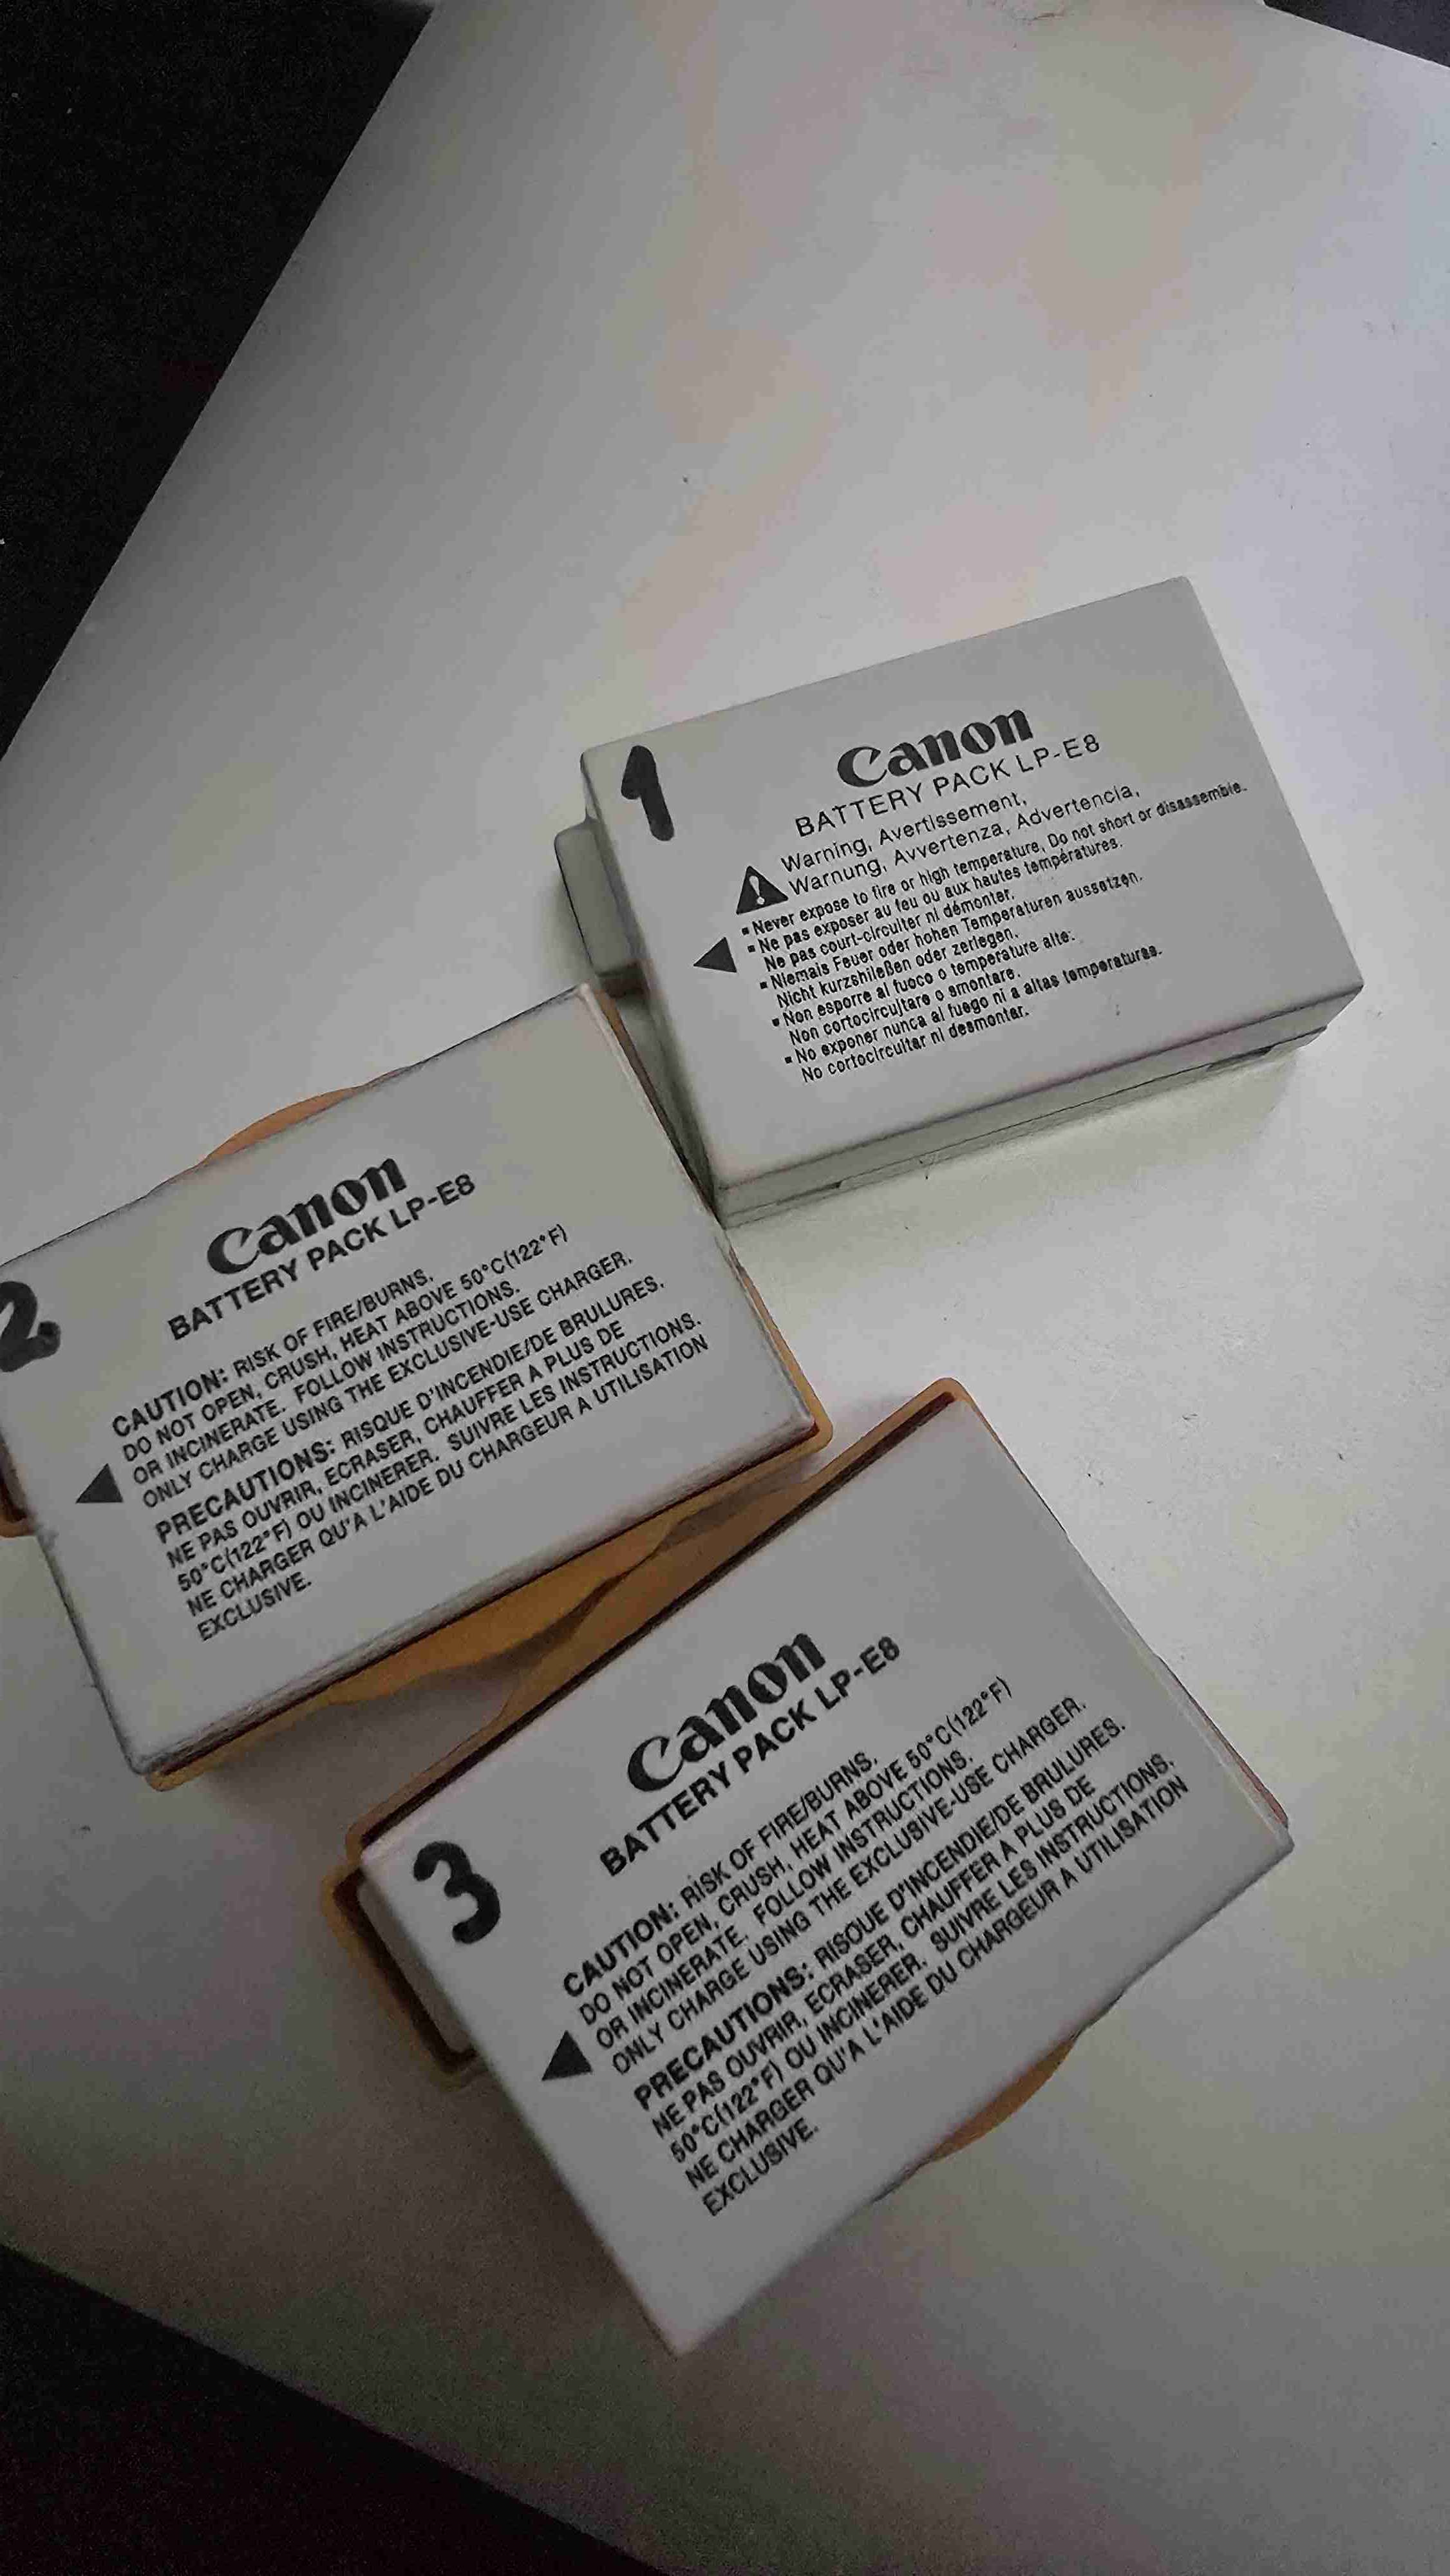 1
Canon
BATTERY PACK LP-E8
Warning, Avertissement,
Warnung, Avvertenza, Advertencia,
▪ Never expose to fire or high temperature, Do not short or disassemble.
▪ Ne pas exposer au feu ou aux hautes températures.
Ne pas court-circuiter ni démonter.
▪ Niemals Feuer oder hohen Temperaturen aussetzen.
Nicht kurzshileßen oder zerlegen.
▪ Non esporre al fuoco o temperature alte:
Non cortocircujtare o smontare.
▪ No exponer nunca al fuego ni a altas temperaturas.
No cortocircuitar ni desmontar.
2
Canon
BATTERY PACK LP-E8
CAUTION: RISK OF FIRE/BURNS.
DO NOT OPEN, CRUSH, HEAT ABOVE 50°C(122°F)
OR INCINERATE. FOLLOW INSTRUCTIONS.
ONLY CHARGE USING THE EXCLUSIVE-USE CHARGER.
PRECAUTIONS: RISQUE D'INCENDIE/DE BRULURES.
NE PAS OUVRIR, ECRASER, CHAUFFER A PLUS DE
50°C(122°F) OU INCINERER. SUIVRE LES INSTRUCTIONS.
NE CHARGER QU'A L'AIDE DU CHARGEUR A UTILISATION
EXCLUSIVE.
3
Canon
BATTERY PACK LP-E8
CAUTION: RISK OF FIRE/BURNS.
DO NOT OPEN, CRUSH, HEAT ABOVE 50°C(122°F)
OR INCINERATE. FOLLOW INSTRUCTIONS.
ONLY CHARGE USING THE EXCLUSIVE-USE CHARGER.
PRECAUTIONS: RISQUE D'INCENDIE/DE BRULURES.
NE PAS OUVRIR, ECRASER, CHAUFFER A PLUS DE
50°C(122°F) OU INCINERER. SUIVRE LES INSTRUCTIONS.
NE CHARGER QU'A L'AIDE DU CHARGEUR A UTILISATION
EXCLUSIVE.